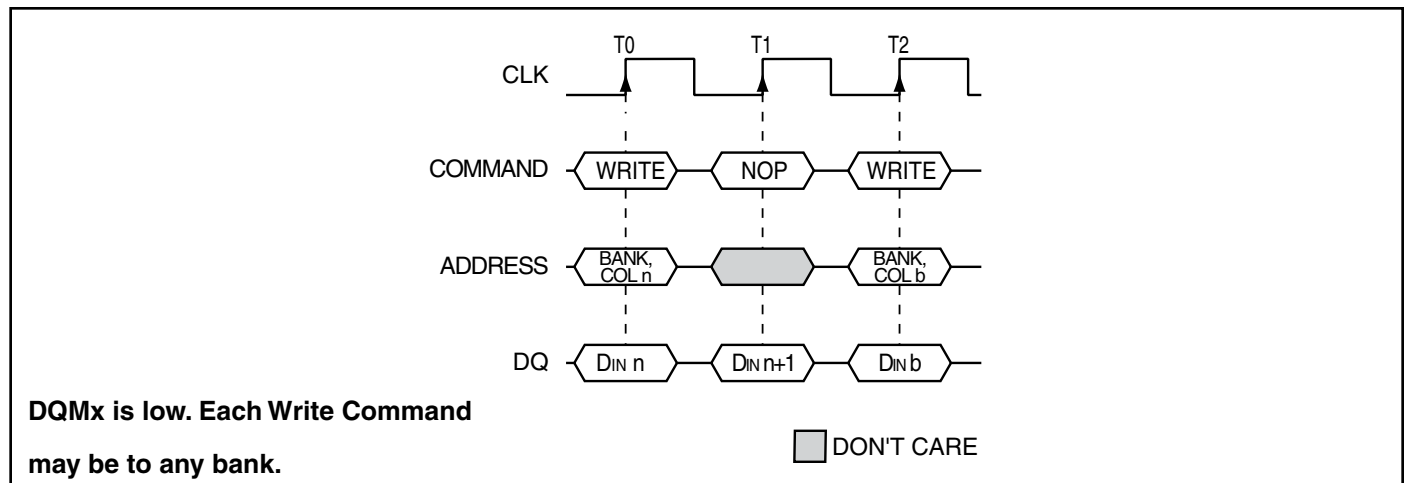 T0 T1 T2
CLK
COMMAND WRITE NOP WRITE
ADDRESS BANK, COL n BANK, COL b
DQ DIN n DIN n+1 DIN b
DQMx is low. Each Write Command
may be to any bank.
DON'T CARE